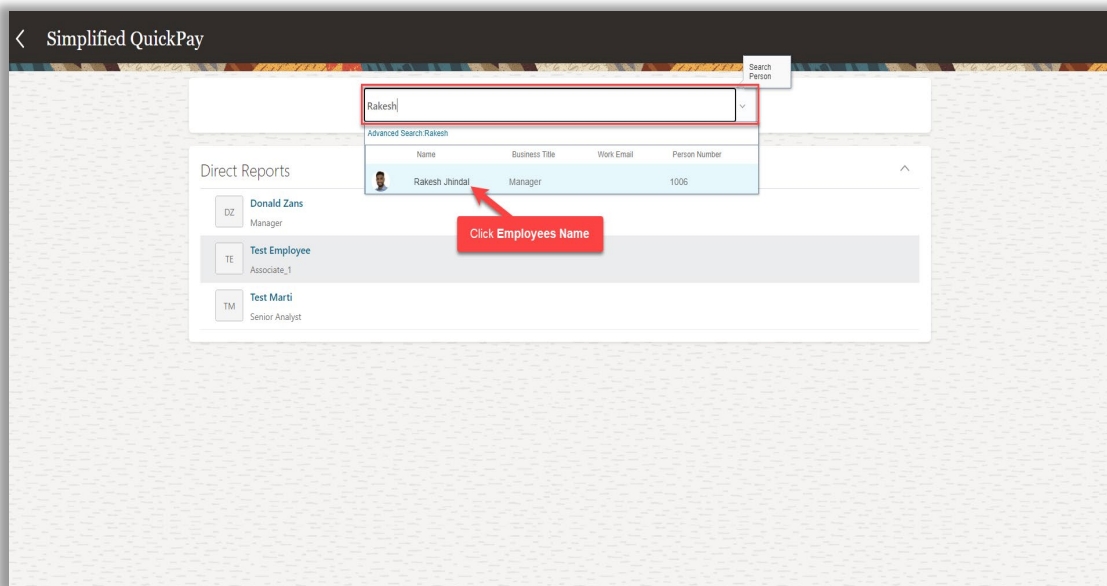 Simplified QuickPay
Search
Person
Rakesh
Advanced Search:Rakesh
Name Business Title Work Email Person Number
Rakesh Jhindal Manager 1006
Click Employees Name
Direct Reports
DZ Donald Zans
Manager
TE Test Employee
Associate_1
TM Test Marti
Senior Analyst